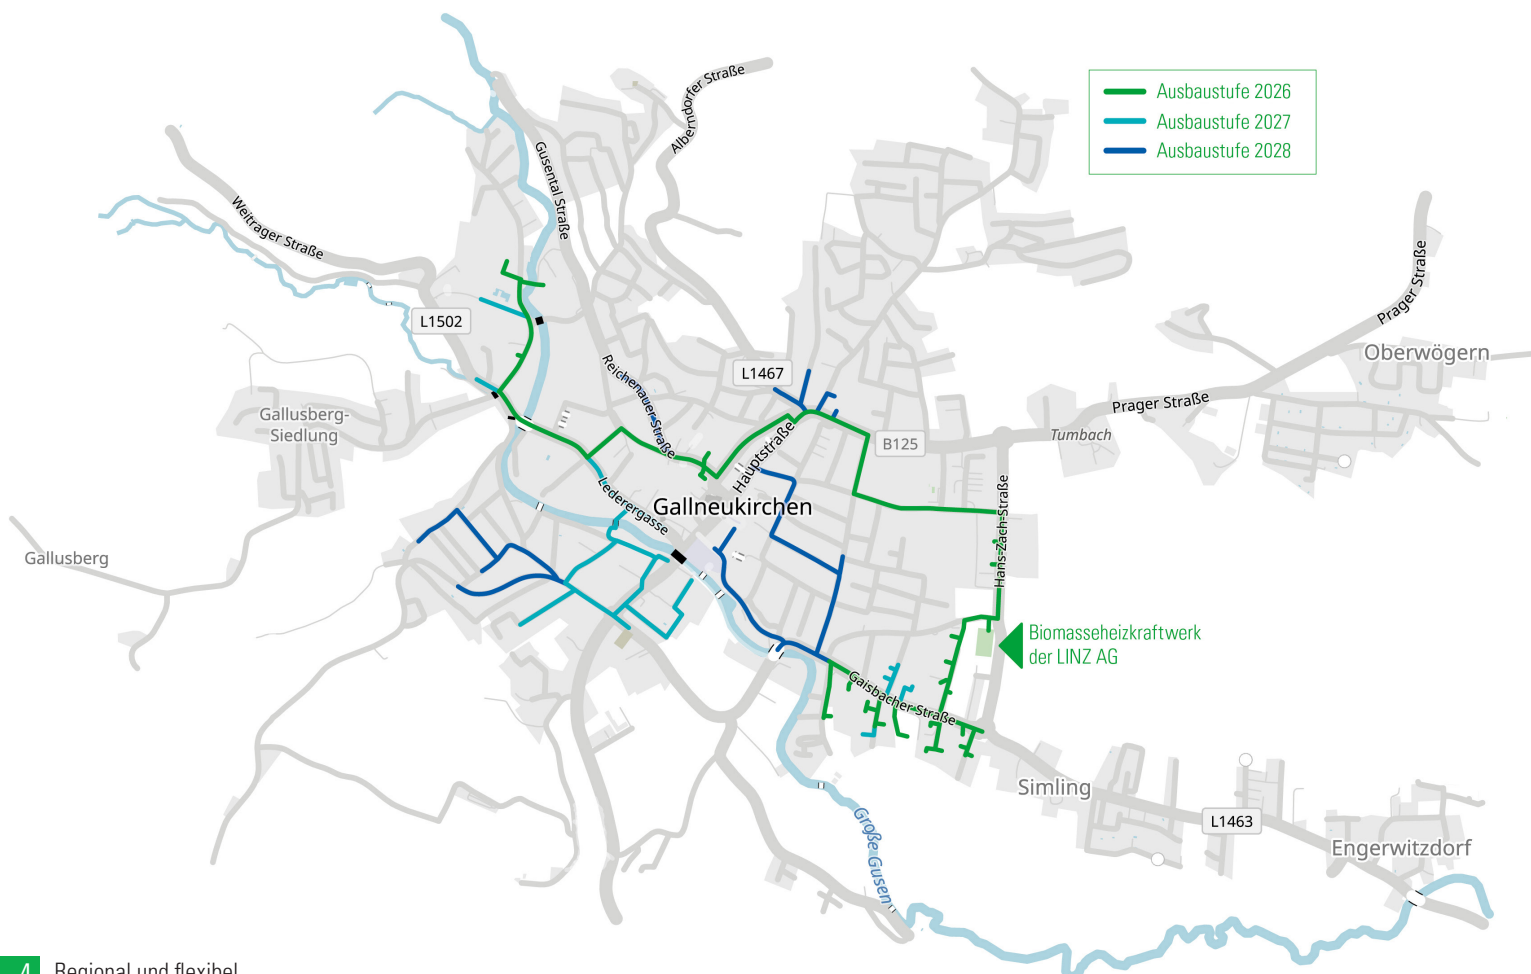 Ausbaustufe 2026
Ausbaustufe 2027
Ausbaustufe 2028
Alberndorfer Straße
Gusental Straße
Weitrager Straße
Prager Straße
L1502
Oberwögern
L1467
Reichenauer Straße
Prager Straße
Gallusberg-
Siedlung
Tumbach
B125
Hauptstraße
Gallneukirchen
Lederergasse
Hans-Zach-Straße
Gallusberg
Biomasseheizkraftwerk
der LINZ AG
Gaisbacher Straße
Simling
L1463
Große Gusen
Engerwitzdorf
4 Regional und flexibel